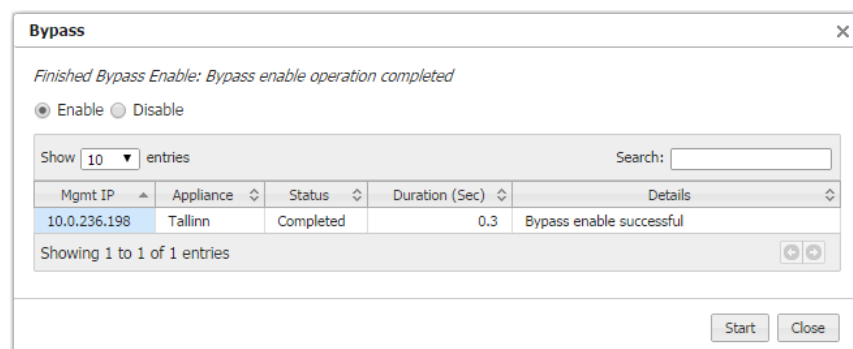 Bypass
Finished Bypass Enable: Bypass enable operation completed
Enable Disable
Show 10 entries Search:
Mgmt IP Appliance Status Duration (Sec) Details
10.0.236.198 Tallinn Completed 0.3 Bypass enable successful
Showing 1 to 1 of 1 entries
Start Close